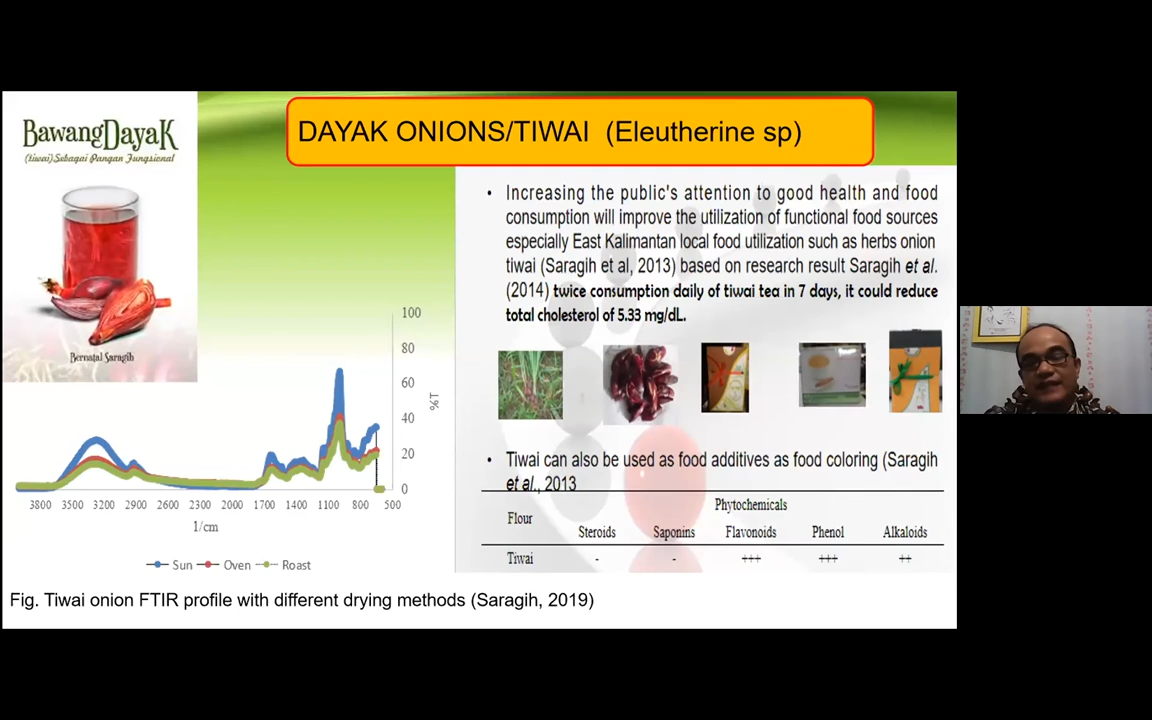 BawangDayak
(tiwai) Sebagai Pangan Fungsional
Bernatal Saragih
DAYAK ONIONS/TIWAI (Eleutherine sp)
• Increasing the public's attention to good health and food
consumption will improve the utilization of functional food sources
especially East Kalimantan local food utilization such as herbs onion
tiwai (Saragih et al, 2013) based on research result Saragih et al.
(2014) twice consumption daily of tiwai tea in 7 days, it could reduce
total cholesterol of 5.33 mg/dL.
• Tiwai can also be used as food additives as food coloring (Saragih
et al., 2013
Phytochemicals
Flour Steroids Saponins Flavonoids Phenol Alkaloids
Tiwai - - +++ +++ ++
100
80
60
40
20
0
T%
3800 3500 3200 2900 2600 2300 2000 1700 1400 1100 800 500
1/cm
Sun Oven Roast
Fig. Tiwai onion FTIR profile with different drying methods (Saragih, 2019)